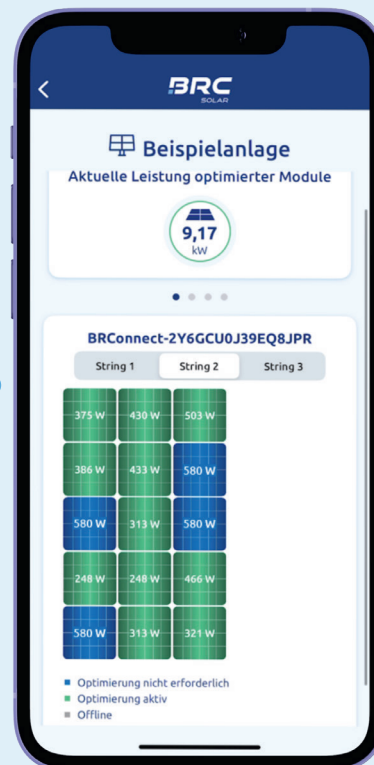 BRC
SOLAR
Beispielanlage
Aktuelle Leistung optimierter Module
9,17
kW
BRConnect-2Y6GCU0J39EQ8JPR
String 1 String 2 String 3
375 W 430 W 503 W
386 W 433 W 580 W
580 W 313 W 580 W
248 W 248 W 466 W
580 W 313 W 321 W
Optimierung nicht erforderlich
Optimierung aktiv
Offline